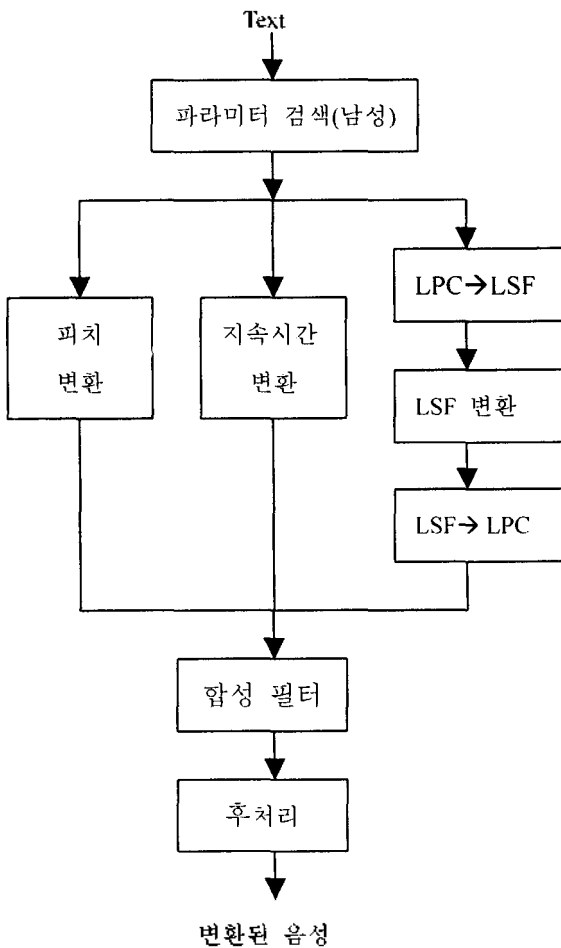 Text
파라미터 검색(남성)
피치
변환
지속시간
변환
LPC→LSF
LSF 변환
LSF→ LPC
합성 필터
후처리
변환된 음성